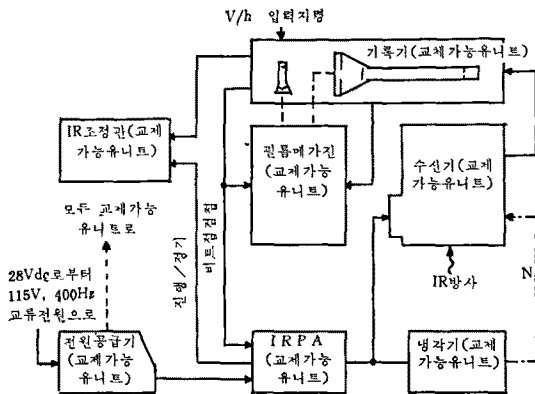 V/h 입력지명
기록기(교체가능유니트)
IR조정관(교체
가능유니트)
필름메가진
(교체가능
유니트)
수신기(교체
가능유니트)
모든 교체가능
유니트로
진행/정기
비트점검점
28Vdc로부터
115V, 400Hz
교류전원으로
IR방사
N
전원공급기
(교체가능
유니트)
IRPA
(교체가능
유니트)
냉각기(교체
가능유니트)